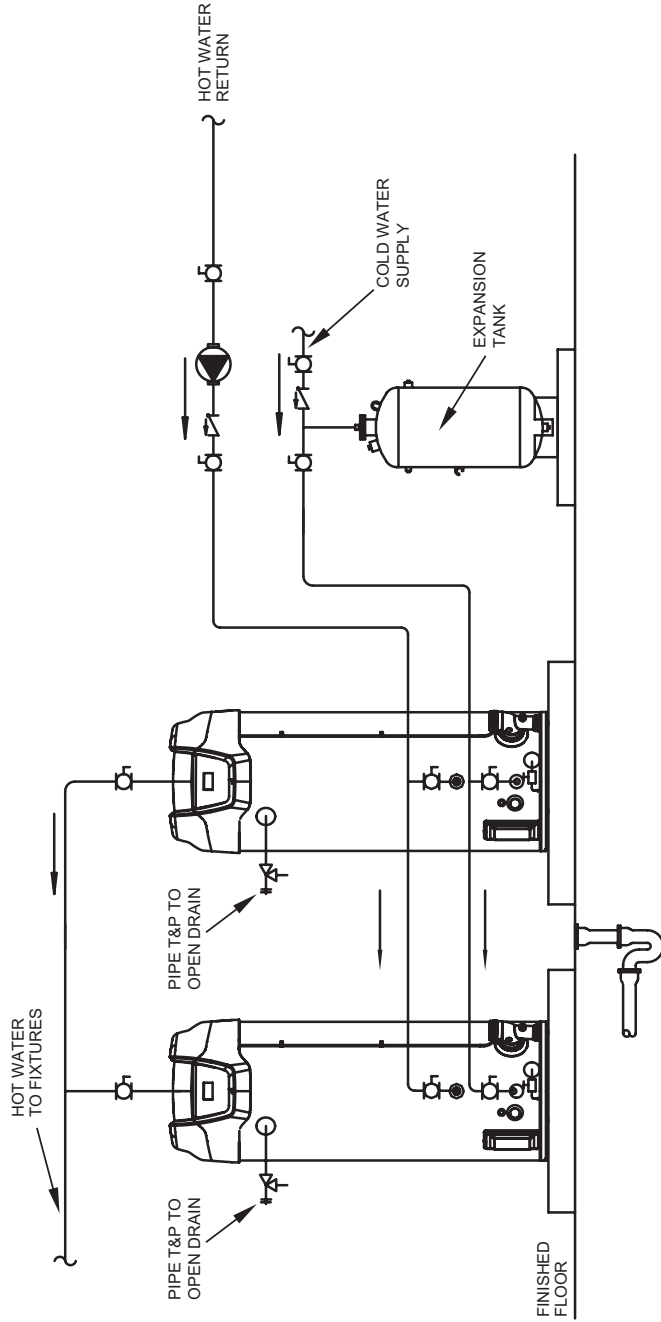 HOT WATER
TO FIXTURES
PIPE T&P TO
OPEN DRAIN
PIPE T&P TO
OPEN DRAIN
HOT WATER
RETURN
COLD WATER
SUPPLY
EXPANSION
TANK
FINISHED
FLOOR